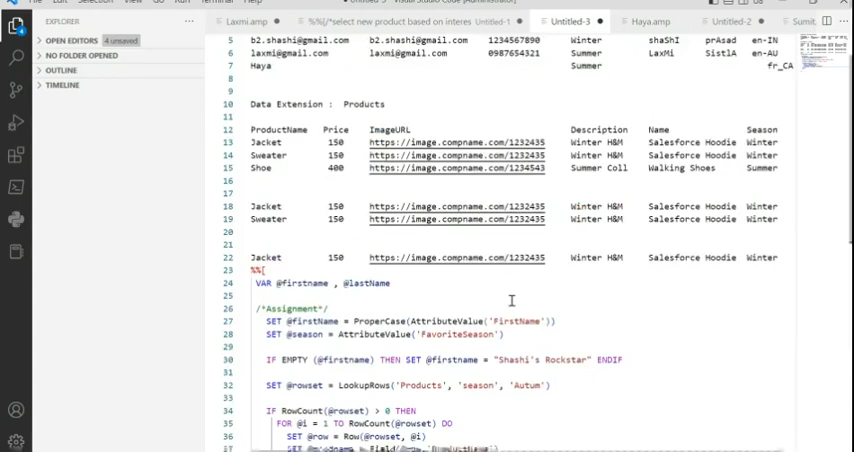 Laxmi.amp
%%[/*select new product based on interes Untitled-1
Untitled-3
Haya.amp
Untitled-2
Sumit.
EXPLORER
OPEN EDITORS 4 unsaved
NO FOLDER OPENED
OUTLINE
TIMELINE
5 b2.shashi@gmail.com b2.shashi@gmail.com 1234567890 Winter shaShI prAsad en-IN
6 laxmi@gmail.com laxmi@gmail.com 0987654321 Summer LaxMi SistlA en-AU
7 Haya Summer fr_CA
8
9
10 Data Extension : Products
11
12 ProductName Price ImageURL Description Name Season
13 Jacket 150 https://image.compname.com/1232435 Winter H&M Salesforce Hoodie Winter
14 Sweater 150 https://image.compname.com/1232435 Winter H&M Salesforce Hoodie Winter
15 Shoe 400 https://image.compname.com/1234543 Summer Coll Walking Shoes Summer
16
17
18 Jacket 150 https://image.compname.com/1232435 Winter H&M Salesforce Hoodie Winter
19 Sweater 150 https://image.compname.com/1232435 Winter H&M Salesforce Hoodie Winter
20
21
22 Jacket 150 https://image.compname.com/1232435 Winter H&M Salesforce Hoodie Winter
23 %%[
24 VAR @firstname , @lastName
25
26 /*Assignment*/
27 SET @firstName = ProperCase(AttributeValue('FirstName'))
28 SET @season = AttributeValue('FavoriteSeason')
29
30 IF EMPTY (@firstname) THEN SET @firstname = "Shashi's Rockstar" ENDIF
31
32 SET @rowset = LookupRows('Products', 'season', 'Autum')
33
34 IF RowCount(@rowset) > 0 THEN
35 FOR @i = 1 TO RowCount(@rowset) DO
36 SET @row = Row(@rowset, @i)